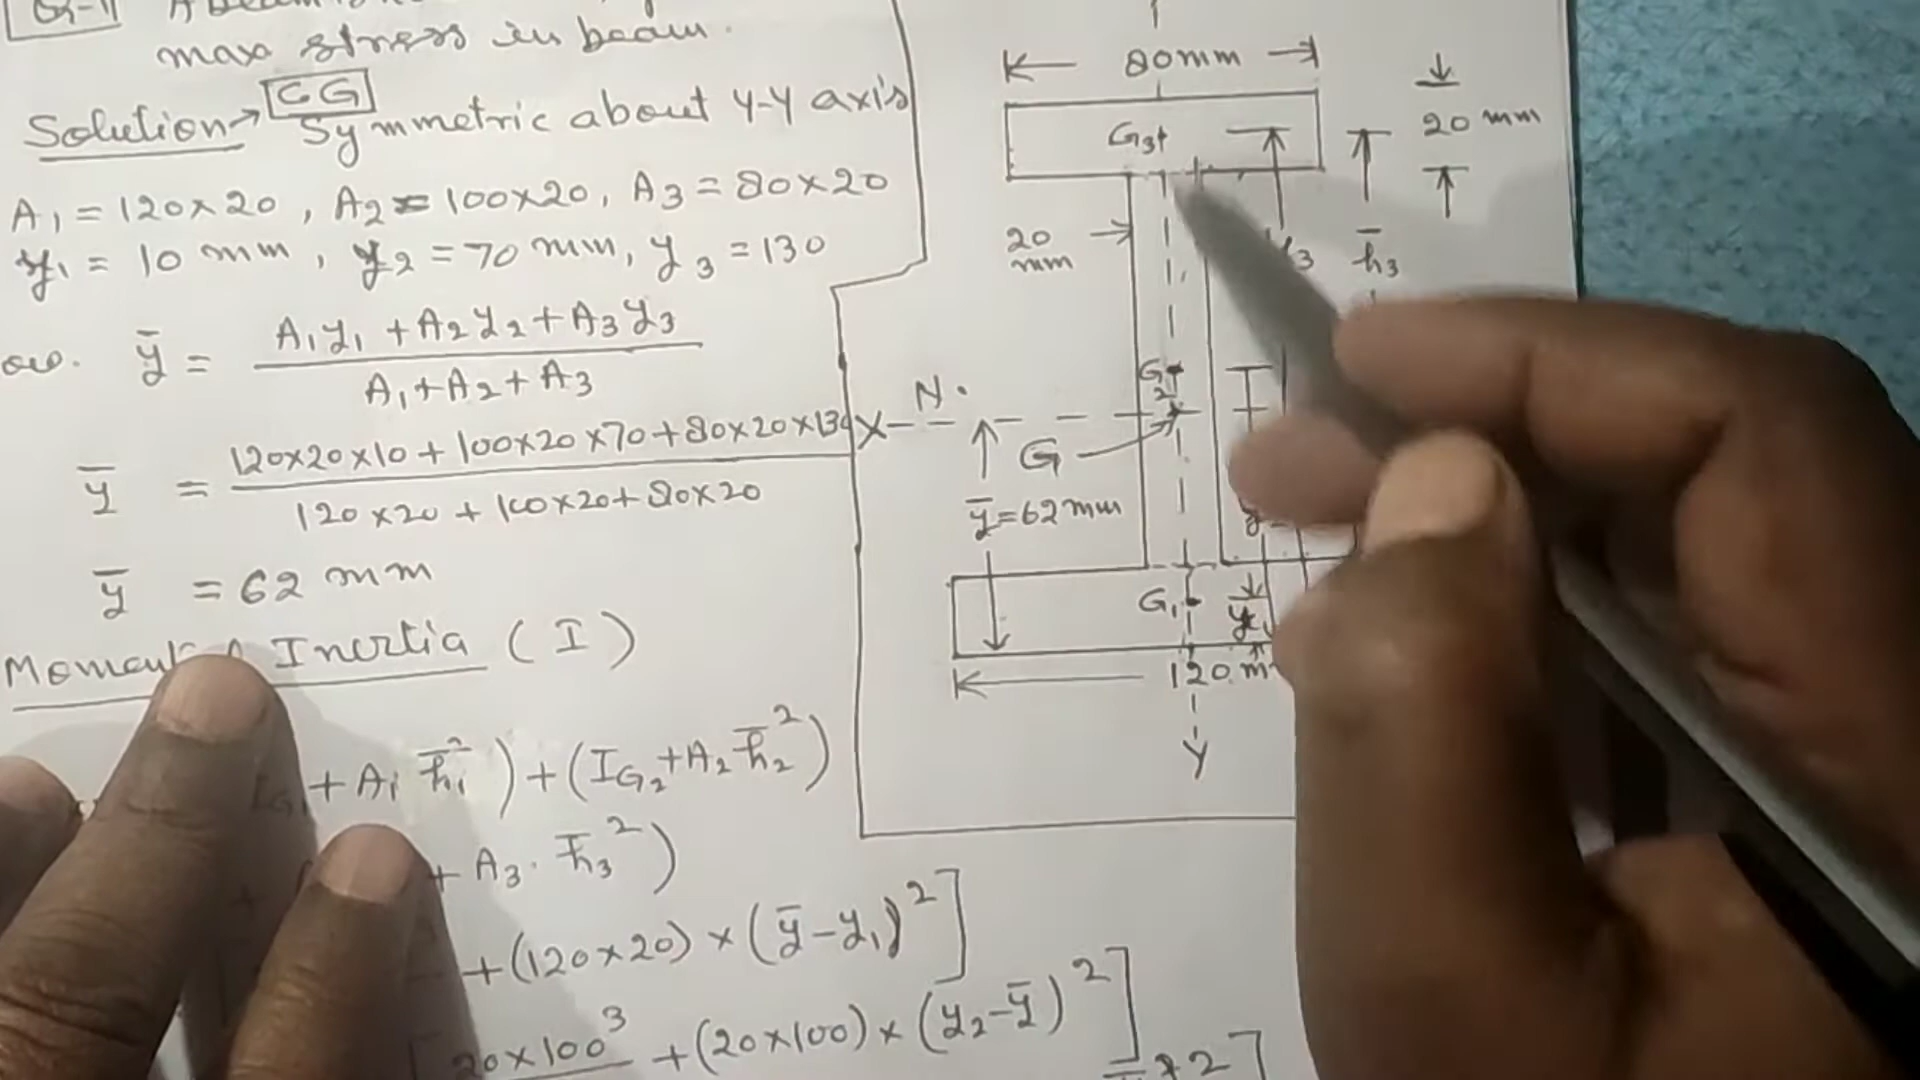 max stress in beam.
Solution → CG Symmetric about Y-Y axis
A₁ = 120×20 , A₂ = 100×20, A₃ = 80×20
y₁ = 10 mm , y₂ = 70 mm, y₃ = 130
ȳ = (A₁y₁ + A₂y₂ + A₃y₃) / (A₁ + A₂ + A₃)
ȳ = (120×20×10 + 100×20×70 + 80×20×130) / (120×20 + 100×20 + 80×20)
ȳ = 62 mm
Inertia ( I )
+ A₁ h̄₁²) + (I_G₂ + A₂ h̄₂²)
+ A₃ . h̄₃²)
+ (120×20) × (ȳ - y₁)²]
20×100³ + (20×100) × (y₂ - ȳ)²]
80mm
20 mm
G₃
20 mm
h̄₃
G₂
X
N.
G
ȳ = 62 mm
G₁
y₁
120 m
Y